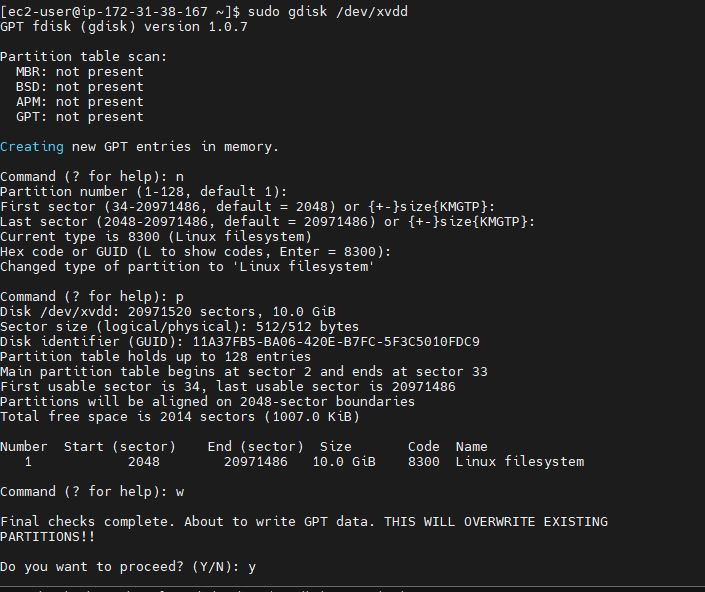 [ec2-user@ip-172-31-38-167 ~]$ sudo gdisk /dev/xvdd
GPT fdisk (gdisk) version 1.0.7
Partition table scan:
MBR: not present
BSD: not present
APM: not present
GPT: not present
Creating new GPT entries in memory.
Command (? for help): n
Partition number (1-128, default 1):
First sector (34-20971486, default = 2048) or {+-}size{KMGTP}:
Last sector (2048-20971486, default = 20971486) or {+-}size{KMGTP}:
Current type is 8300 (Linux filesystem)
Hex code or GUID (L to show codes, Enter = 8300):
Changed type of partition to 'Linux filesystem'
Command (? for help): p
Disk /dev/xvdd: 20971520 sectors, 10.0 GiB
Sector size (logical/physical): 512/512 bytes
Disk identifier (GUID): 11A37FB5-BA06-420E-B7FC-5F3C5010FDC9
Partition table holds up to 128 entries
Main partition table begins at sector 2 and ends at sector 33
First usable sector is 34, last usable sector is 20971486
Partitions will be aligned on 2048-sector boundaries
Total free space is 2014 sectors (1007.0 KiB)
Number  Start (sector)    End (sector)  Size       Code  Name
1            2048        20971486   10.0 GiB    8300  Linux filesystem
Command (? for help): w
Final checks complete. About to write GPT data. THIS WILL OVERWRITE EXISTING
PARTITIONS!!
Do you want to proceed? (Y/N): y